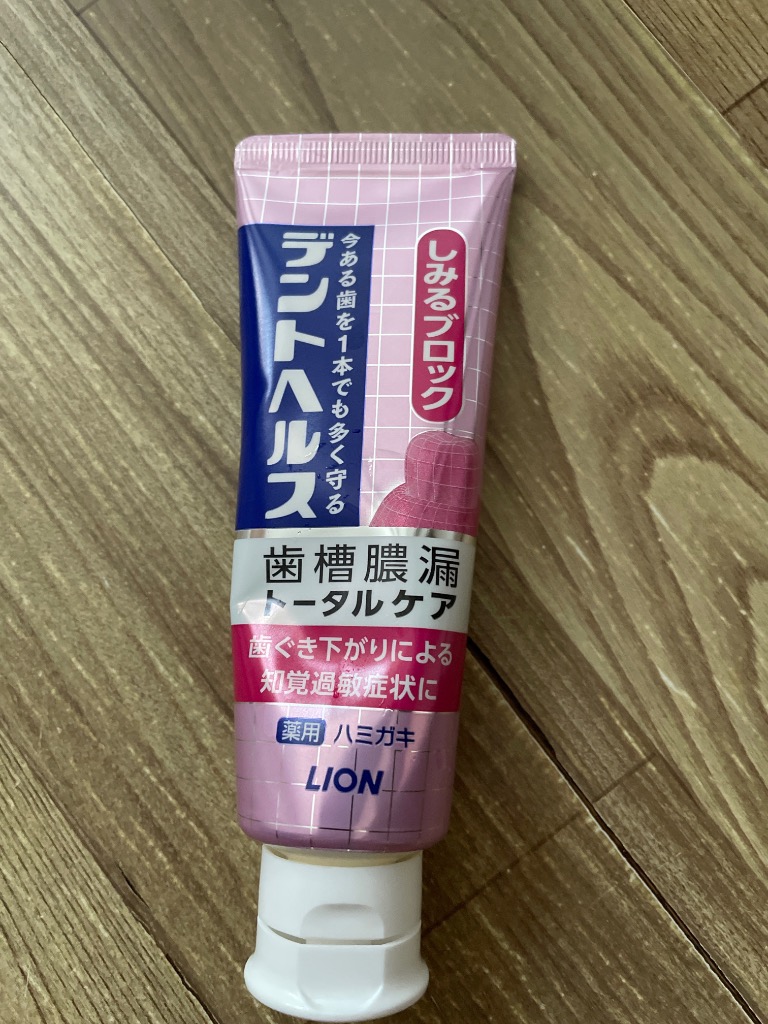 しみるブロック
今ある歯を1本でも多く守る
デントヘルス
歯槽膿漏
トータルケア
歯ぐき下がりによる
知覚過敏症状に
薬用 ハミガキ
LION